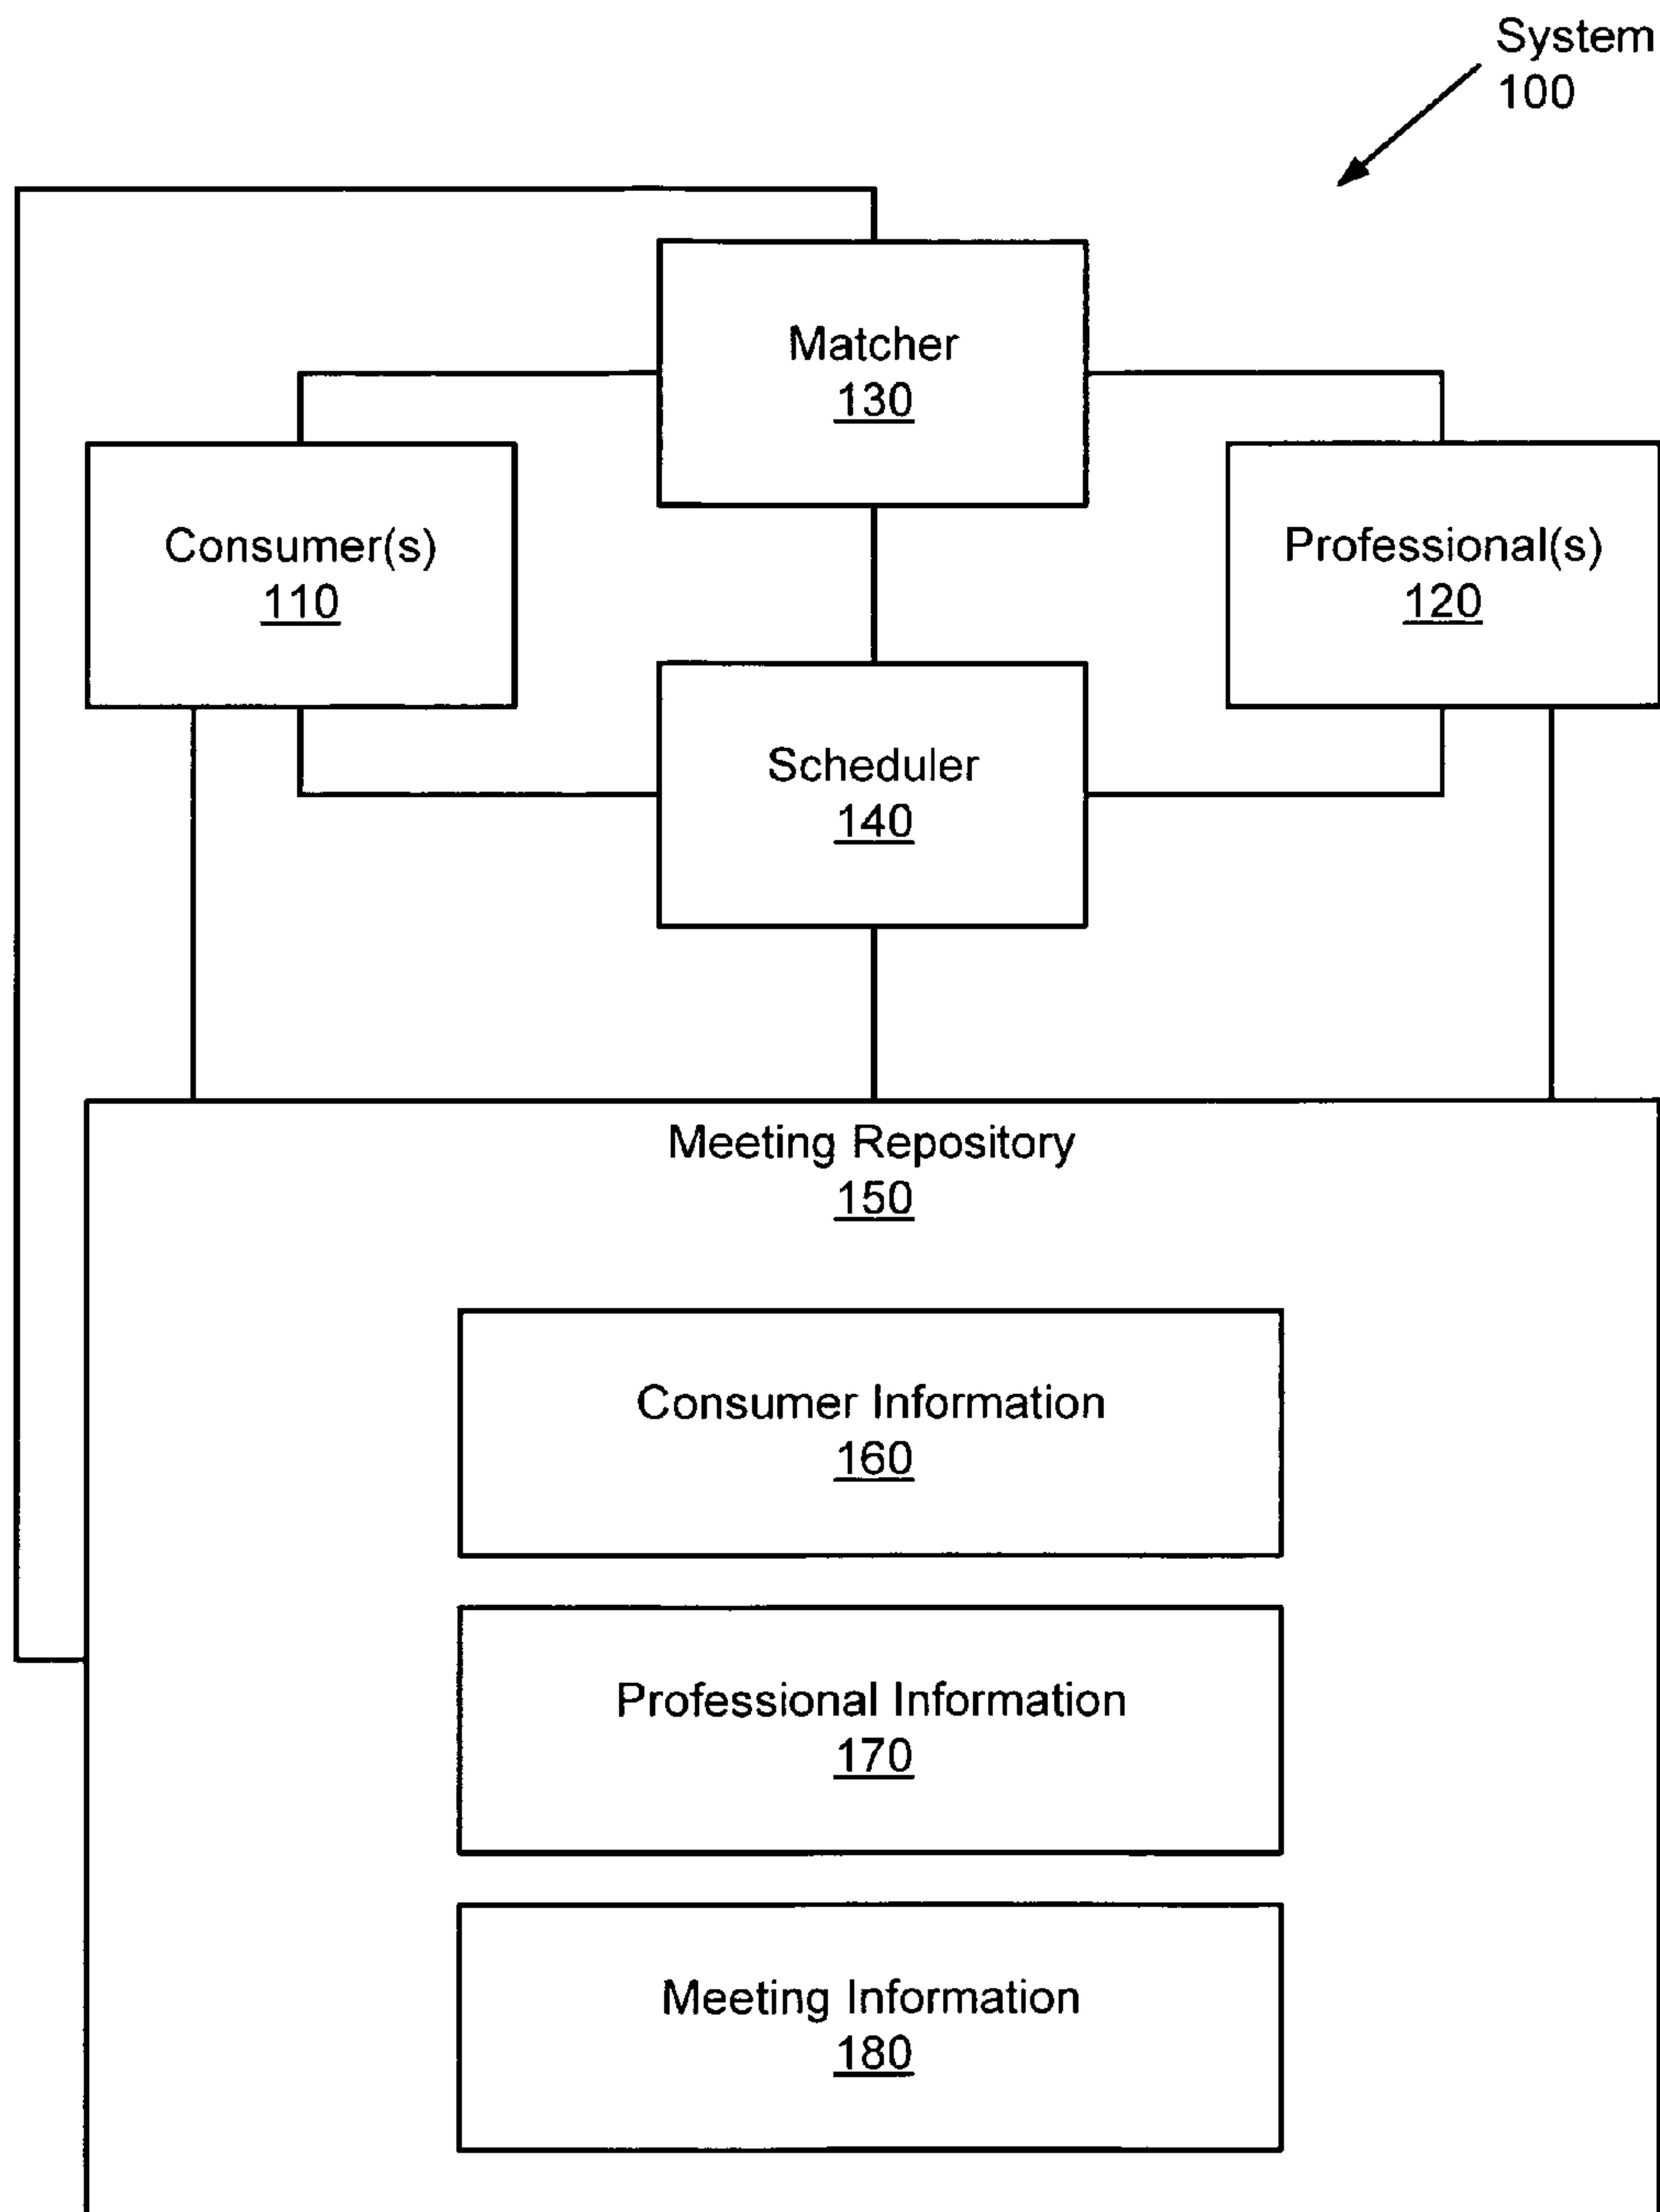 System
100
Matcher
130
Consumer(s)
110
Professional(s)
120
Scheduler
140
Meeting Repository
150
Consumer Information
160
Professional Information
170
Meeting Information
180